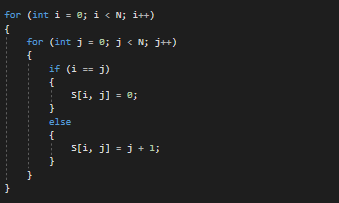 for (int i = 0; i < N; i++)
{
for (int j = 0; j < N; j++)
{
if (i == j)
{
S[i, j] = 0;
}
else
{
S[i, j] = j + 1;
}
}
}